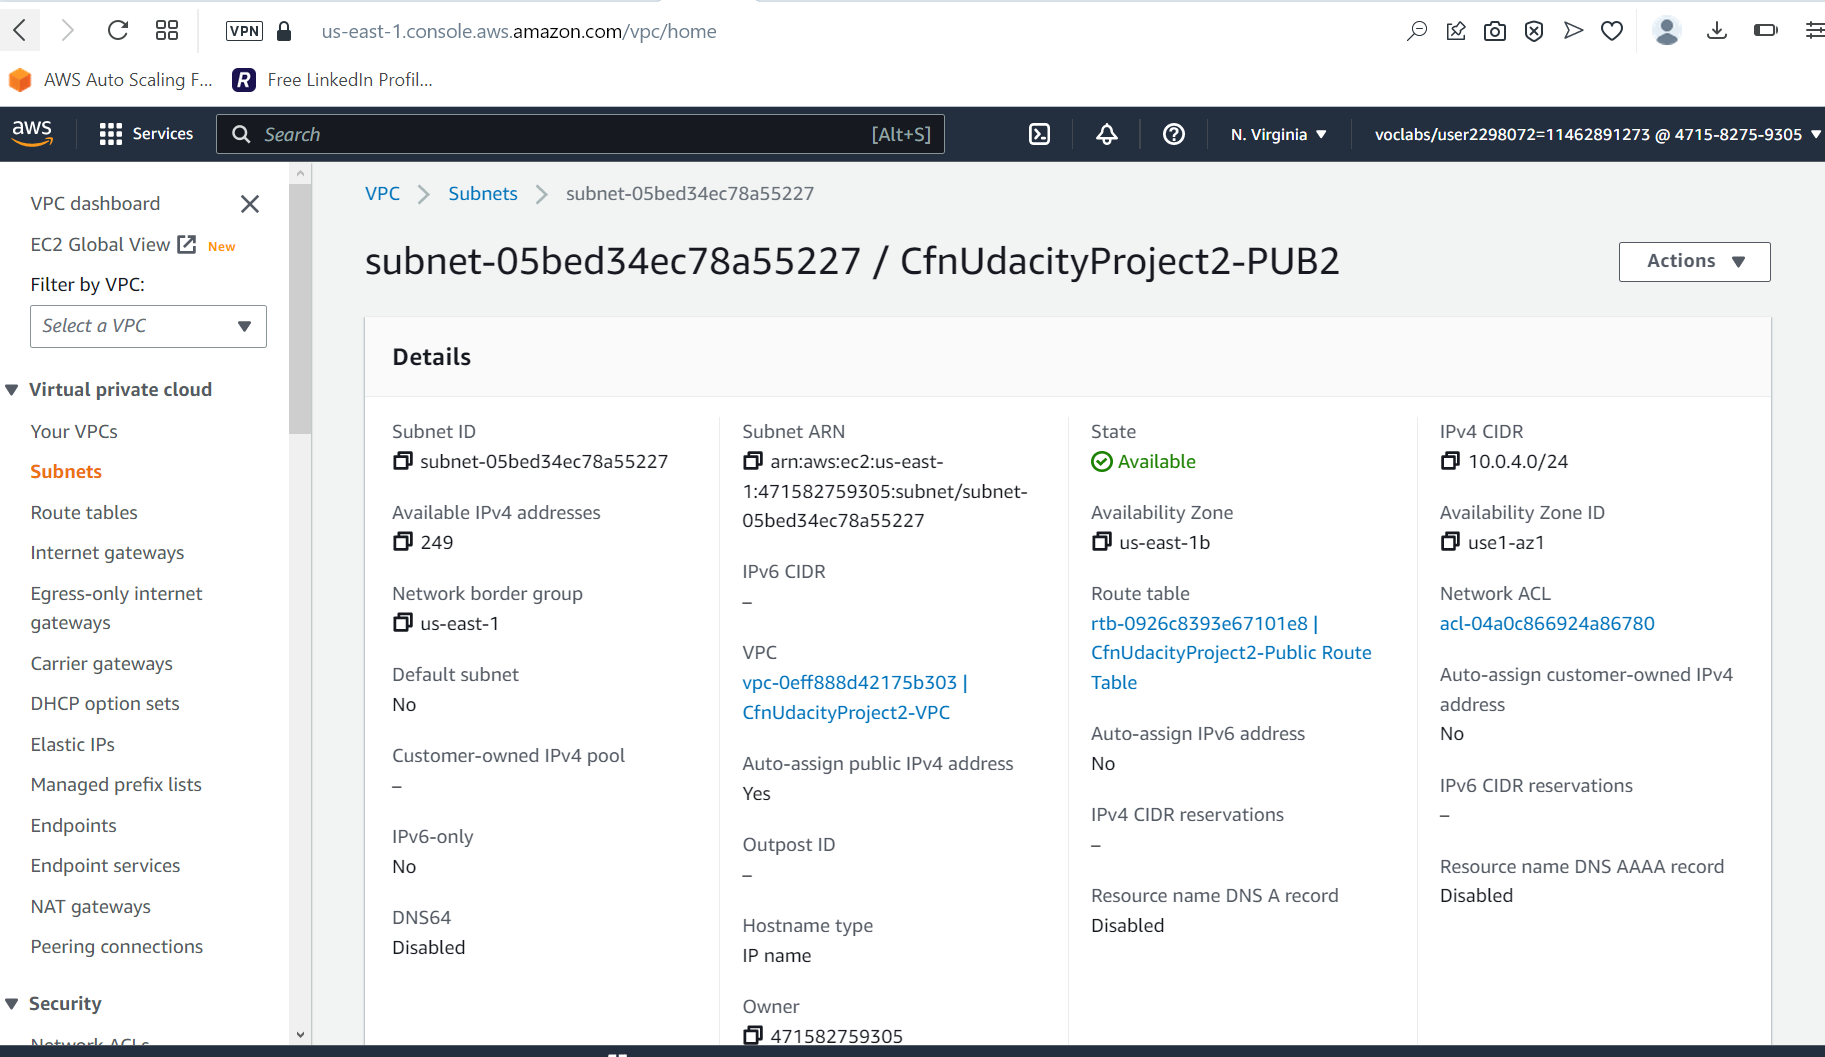 VPN
us-east-1.console.aws.amazon.com/vpc/home
AWS Auto Scaling F...
R
Free LinkedIn Profil...
aws
Services
Search
[Alt+S]
N. Virginia
voclabs/user2298072=11462891273 @ 4715-8275-9305
VPC dashboard
EC2 Global View
New
Filter by VPC:
Select a VPC
Virtual private cloud
Your VPCs
Subnets
Route tables
Internet gateways
Egress-only internet
gateways
Carrier gateways
DHCP option sets
Elastic IPs
Managed prefix lists
Endpoints
Endpoint services
NAT gateways
Peering connections
Security
Network ACLs
VPC
Subnets
subnet-05bed34ec78a55227
subnet-05bed34ec78a55227 / CfnUdacityProject2-PUB2
Actions
Details
Subnet ID
subnet-05bed34ec78a55227
Available IPv4 addresses
249
Network border group
us-east-1
Default subnet
No
Customer-owned IPv4 pool
–
IPv6-only
No
DNS64
Disabled
Subnet ARN
arn:aws:ec2:us-east-
1:471582759305:subnet/subnet-
05bed34ec78a55227
IPv6 CIDR
–
VPC
vpc-0eff888d42175b303 |
CfnUdacityProject2-VPC
Auto-assign public IPv4 address
Yes
Outpost ID
–
Hostname type
IP name
Owner
471582759305
State
Available
Availability Zone
us-east-1b
Route table
rtb-0926c8393e67101e8 |
CfnUdacityProject2-Public Route
Table
Auto-assign IPv6 address
No
IPv4 CIDR reservations
–
Resource name DNS A record
Disabled
IPv4 CIDR
10.0.4.0/24
Availability Zone ID
use1-az1
Network ACL
acl-04a0c866924a86780
Auto-assign customer-owned IPv4
address
No
IPv6 CIDR reservations
–
Resource name DNS AAAA record
Disabled